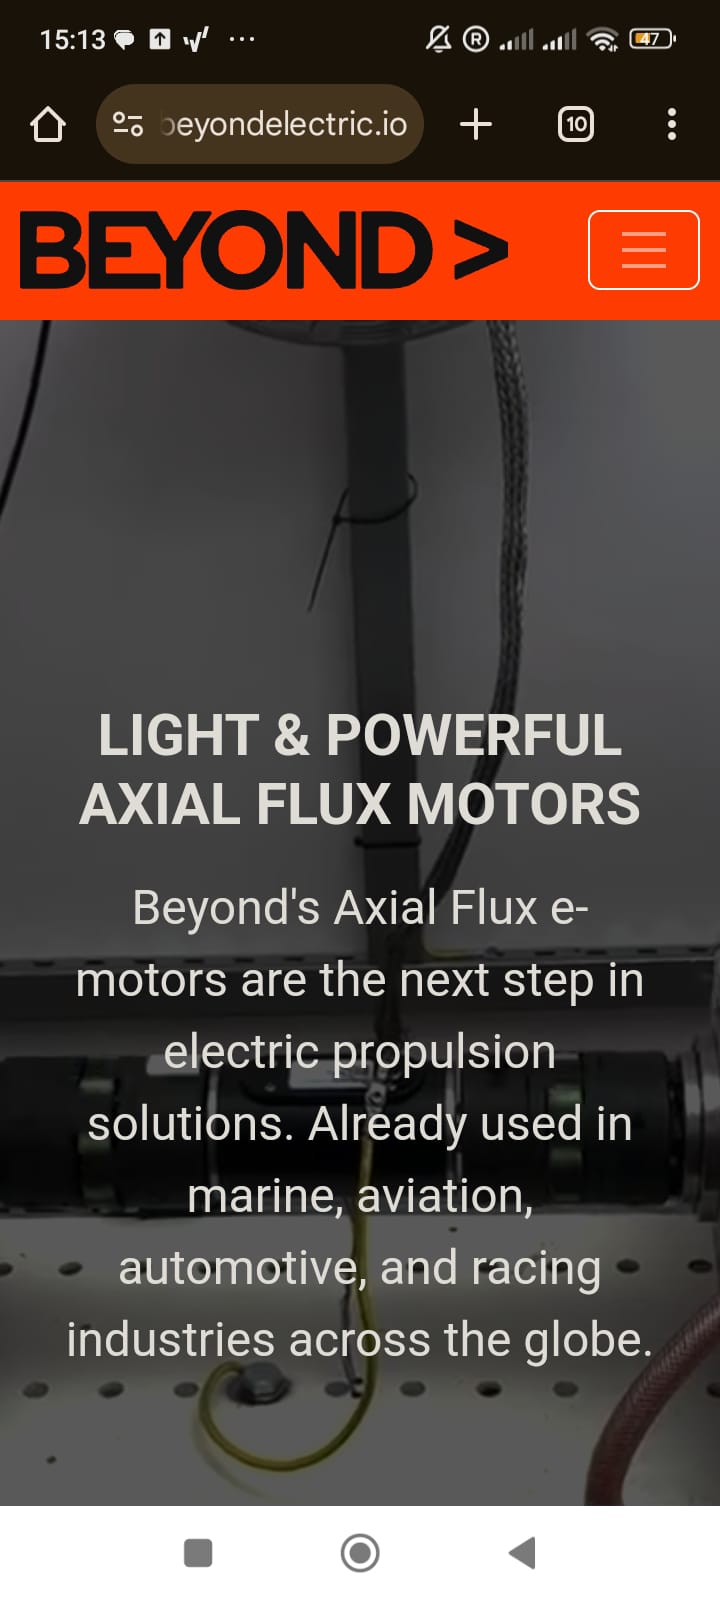 15:13
47
beyondelectric.io
10
BEYOND >
LIGHT & POWERFUL
AXIAL FLUX MOTORS
Beyond's Axial Flux e-
motors are the next step in
electric propulsion
solutions. Already used in
marine, aviation,
automotive, and racing
industries across the globe.